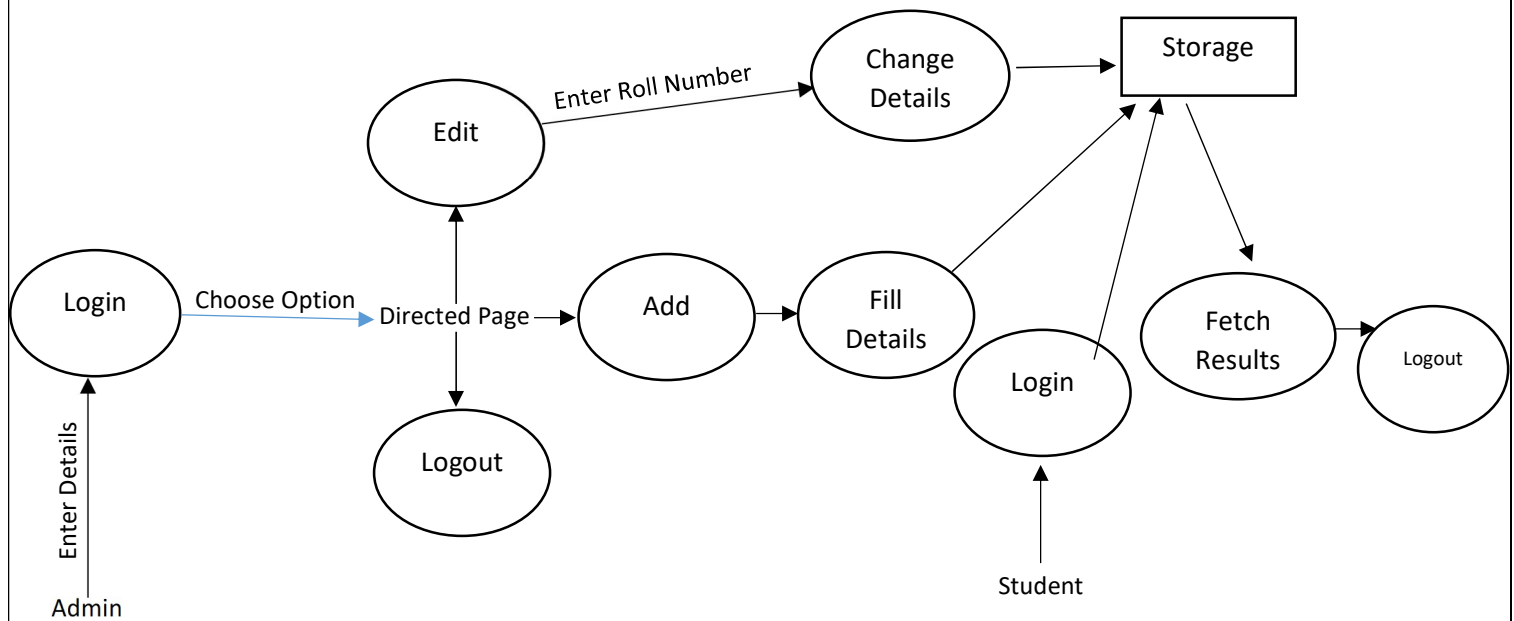 Change
Details
Storage
Enter Roll Number
Edit
Login
Choose Option
Directed Page
Add
Fill
Details
Fetch
Results
Logout
Login
Logout
Enter Details
Student
Admin